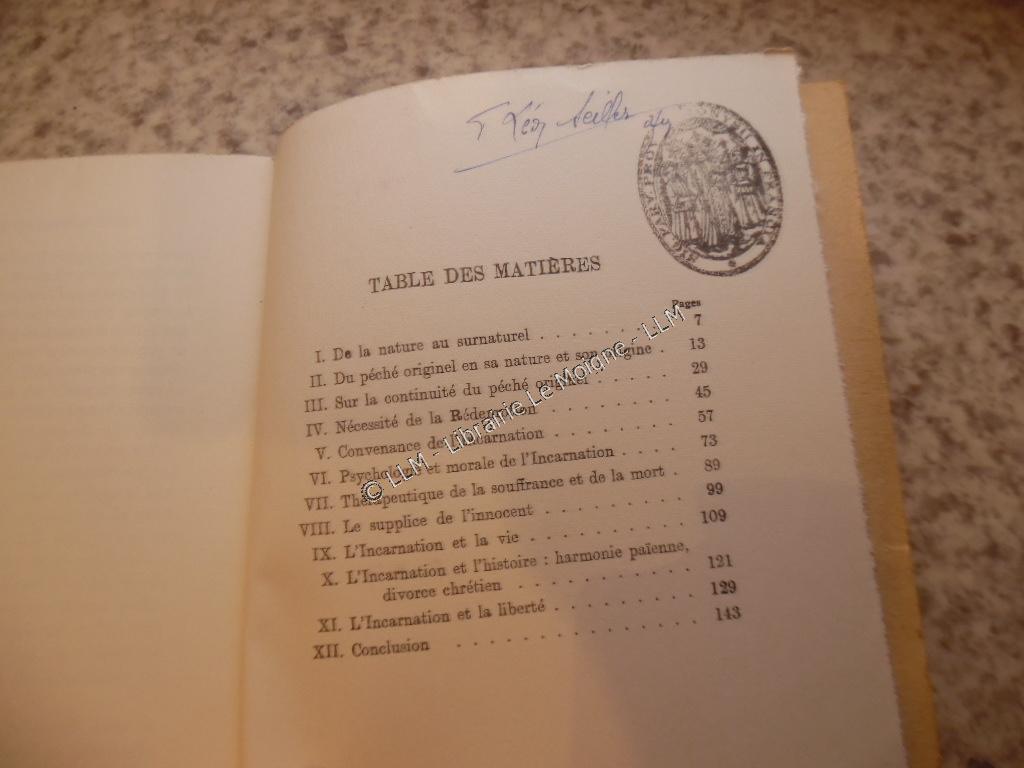 Léon Seiller
TABLE DES MATIÈRES
Pages
I. De la nature au surnaturel . . . . . . . 7
II. Du péché originel en sa nature et son origine . 13
III. Sur la continuité du péché originel . . . . . 29
IV. Nécessité de la Rédemption . . . . . . . 45
V. Convenance de l'Incarnation . . . . . . . 57
VI. Psychologie et morale de l'Incarnation . . . . 73
VII. Thérapeutique de la souffrance et de la mort . 89
VIII. Le supplice de l'innocent . . . . . . . . 99
IX. L'Incarnation et la vie . . . . . . . . . 109
X. L'Incarnation et l'histoire : harmonie païenne,
divorce chrétien . . . . . . . . . . 121
XI. L'Incarnation et la liberté . . . . . . . . 129
XII. Conclusion . . . . . . . . . . . . 143
© LLM - Librairie Le Moigne - LLM